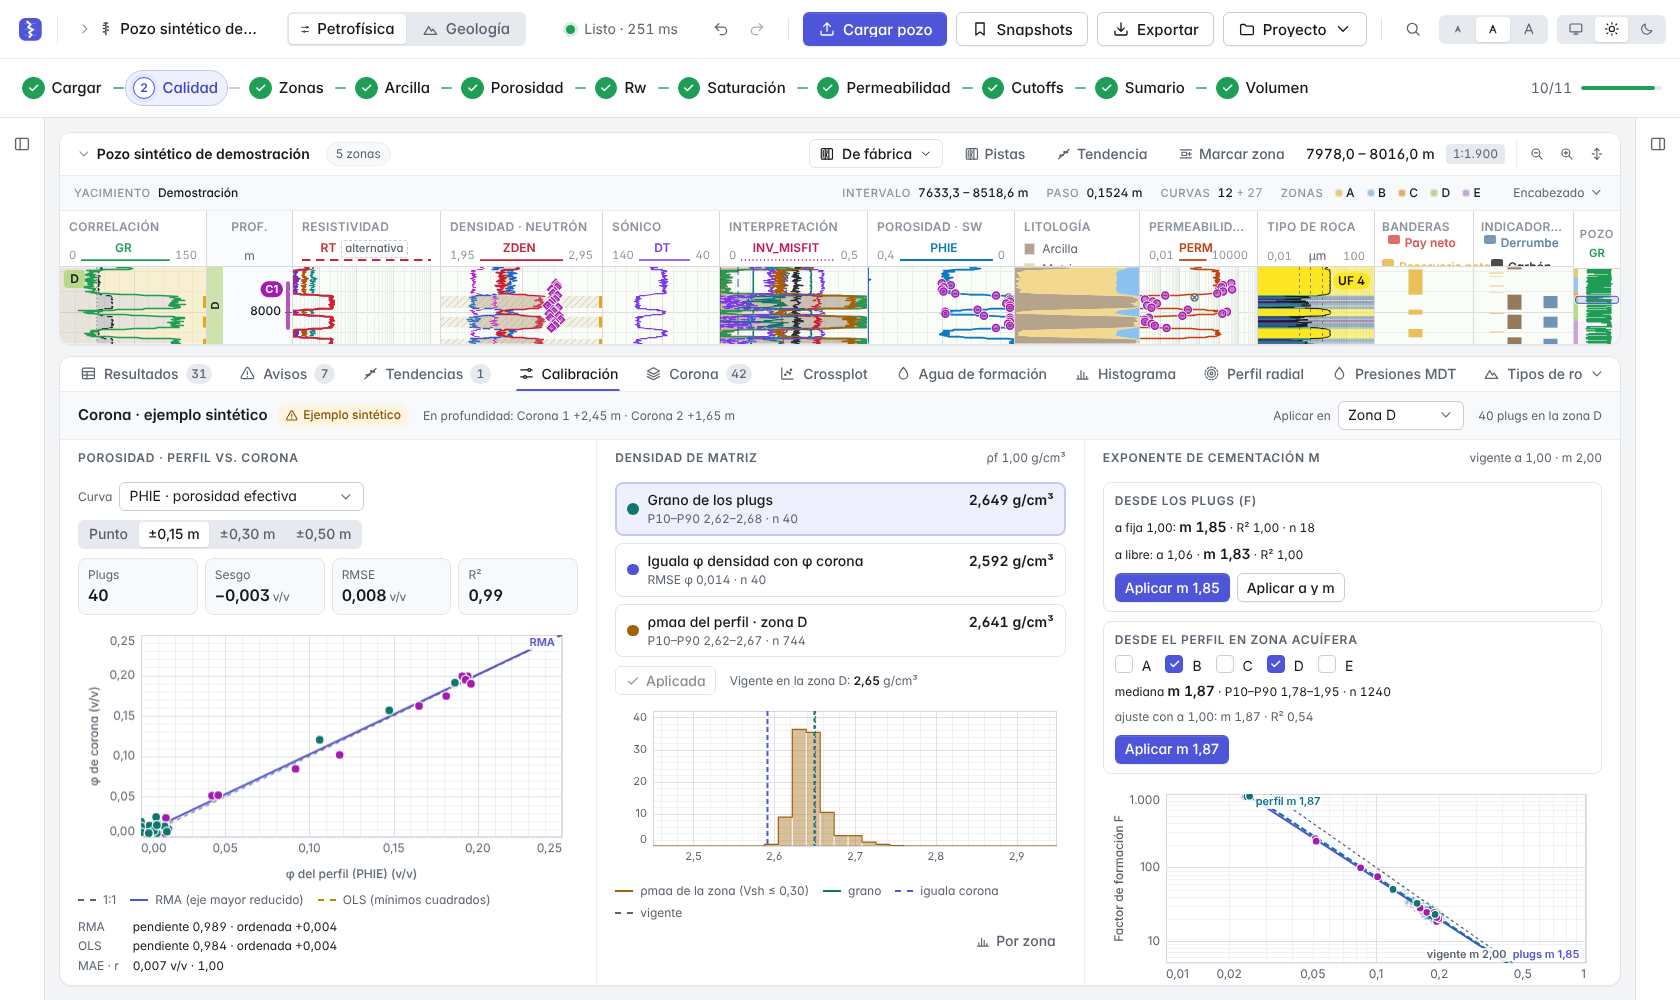 Pozo sintético de...
Petrofísica
Geología
Listo · 251 ms
Cargar pozo
Snapshots
Exportar
Proyecto
A
A
A
Cargar
2 Calidad
Zonas
Arcilla
Porosidad
Rw
Saturación
Permeabilidad
Cutoffs
Sumario
Volumen
10/11
Pozo sintético de demostración
5 zonas
De fábrica
Pistas
Tendencia
Marcar zona
7978,0 – 8016,0 m
1:1.900
YACIMIENTO Demostración
INTERVALO 7633,3 – 8518,6 m
PASO 0,1524 m
CURVAS 12 + 27
ZONAS A B C D E
Encabezado
CORRELACIÓN
0 GR 150
PROF.
m
RESISTIVIDAD
RT alternativa
DENSIDAD · NEUTRÓN
1,95 ZDEN 2,95
SÓNICO
140 DT 40
INTERPRETACIÓN
0 INV_MISFIT 0,5
POROSIDAD · SW
0,4 PHIE 0
LITOLOGÍA
Arcilla
PERMEABILID...
0,01 PERM 10000
TIPO DE ROCA
0,01 µm 100
BANDERAS
Pay neto
INDICADOR...
Derrumbe
POZO
GR
D
D
C1
8000
UF 4
Resultados 31
Avisos 7
Tendencias 1
Calibración
Corona 42
Crossplot
Agua de formación
Histograma
Perfil radial
Presiones MDT
Tipos de ro
Corona · ejemplo sintético
Ejemplo sintético
En profundidad: Corona 1 +2,45 m · Corona 2 +1,65 m
Aplicar en
Zona D
40 plugs en la zona D
POROSIDAD · PERFIL VS. CORONA
Curva
PHIE · porosidad efectiva
Punto
±0,15 m
±0,30 m
±0,50 m
Plugs
40
Sesgo
−0,003 v/v
RMSE
0,008 v/v
R²
0,99
RMA
0,25
0,20
0,15
0,10
0,05
0,00
φ de corona (v/v)
0,00 0,05 0,10 0,15 0,20 0,25
φ del perfil (PHIE) (v/v)
1:1
RMA (eje mayor reducido)
OLS (mínimos cuadrados)
RMA pendiente 0,989 · ordenada +0,004
OLS pendiente 0,984 · ordenada +0,004
MAE · r 0,007 v/v · 1,00
DENSIDAD DE MATRIZ
ρf 1,00 g/cm³
Grano de los plugs 2,649 g/cm³
P10–P90 2,62–2,68 · n 40
Iguala φ densidad con φ corona 2,592 g/cm³
RMSE φ 0,014 · n 40
ρmaa del perfil · zona D 2,641 g/cm³
P10–P90 2,62–2,67 · n 744
Aplicada
Vigente en la zona D: 2,65 g/cm³
40
30
20
10
0
2,5 2,6 2,7 2,8 2,9
ρmaa de la zona (Vsh ≤ 0,30)
grano
iguala corona
vigente
Por zona
EXPONENTE DE CEMENTACIÓN M
vigente a 1,00 · m 2,00
DESDE LOS PLUGS (F)
a fija 1,00: m 1,85 · R² 1,00 · n 18
a libre: a 1,06 · m 1,83 · R² 1,00
Aplicar m 1,85
Aplicar a y m
DESDE EL PERFIL EN ZONA ACUÍFERA
A B C D E
mediana m 1,87 · P10–P90 1,78–1,95 · n 1240
ajuste con a 1,00: m 1,87 · R² 0,54
Aplicar m 1,87
perfil m 1,87
1.000
100
10
Factor de formación F
vigente m 2,00
plugs m 1,85
0,01 0,02 0,05 0,1 0,2 0,5 1